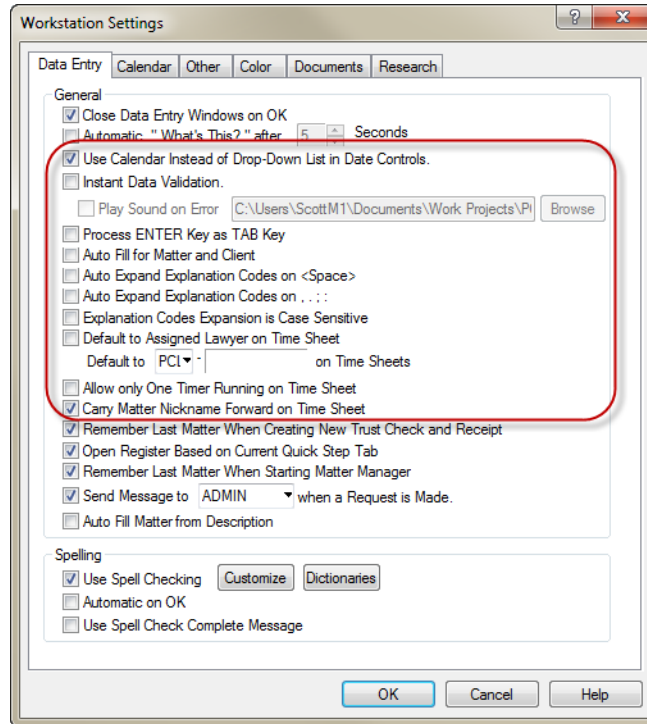 Workstation Settings
Data Entry Calendar Other Color Documents Research
General
Close Data Entry Windows on OK
Automatic " What's This? " after 5 Seconds
Use Calendar Instead of Drop-Down List in Date Controls.
Instant Data Validation.
Play Sound on Error C:\Users\ScottM1\Documents\Work Projects\P Browse
Process ENTER Key as TAB Key
Auto Fill for Matter and Client
Auto Expand Explanation Codes on <Space>
Auto Expand Explanation Codes on , . ; :
Explanation Codes Expansion is Case Sensitive
Default to Assigned Lawyer on Time Sheet
Default to PCL - on Time Sheets
Allow only One Timer Running on Time Sheet
Carry Matter Nickname Forward on Time Sheet
Remember Last Matter When Creating New Trust Check and Receipt
Open Register Based on Current Quick Step Tab
Remember Last Matter When Starting Matter Manager
Send Message to ADMIN when a Request is Made.
Auto Fill Matter from Description
Spelling
Use Spell Checking Customize Dictionaries
Automatic on OK
Use Spell Check Complete Message
OK Cancel Help